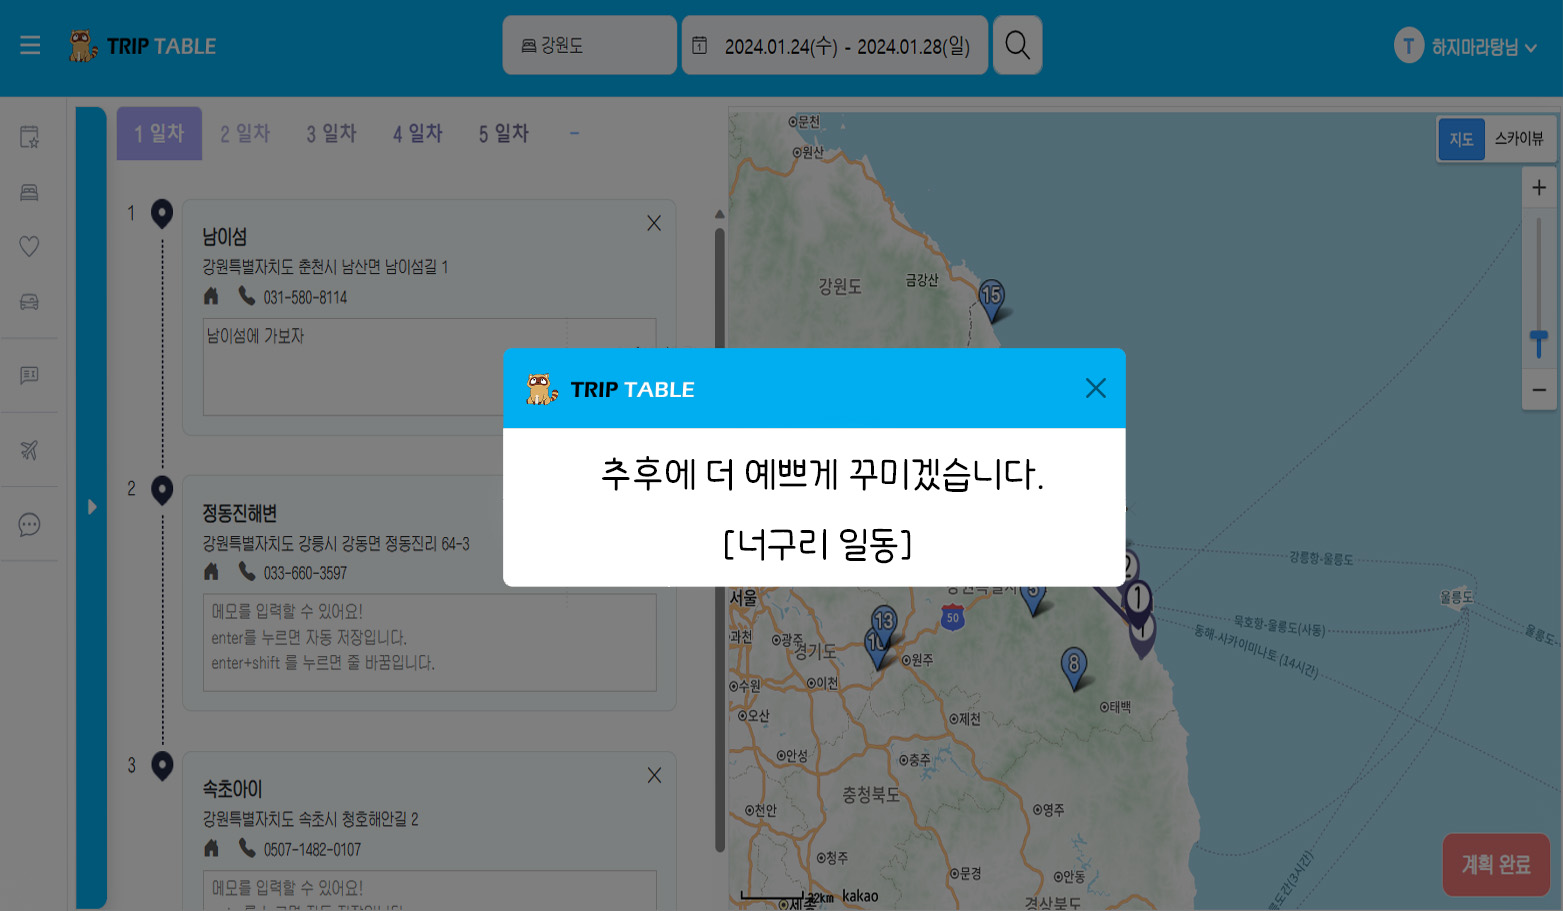 TRIP TABLE
강원도
2024.01.24(수) - 2024.01.28(일)
T 하지마라탕님
1 일차
2 일차
3 일차
4 일차
5 일차
-
1
남이섬
강원특별자치도 춘천시 남산면 남이섬길 1
031-580-8114
남이섬에 가보자
2
정동진해변
강원특별자치도 강릉시 강동면 정동진리 64-3
033-660-3597
메모를 입력할 수 있어요!
enter를 누르면 자동 저장입니다.
enter+shift 를 누르면 줄 바꿈입니다.
3
속초아이
강원특별자치도 속초시 청호해안길 2
0507-1482-0107
메모를 입력할 수 있어요!
TRIP TABLE
추후에 더 예쁘게 꾸미겠습니다.
[너구리 일동]
지도
스카이뷰
문천
원산
강원도
금강산
15
2
1
1
5
50
13
8
서울
과천
광주
경기도
원주
수원
이천
오산
제천
태백
안성
충주
충청북도
천안
영주
청주
문경
안동
경상북도
세종
22km
kakao
강릉항-울릉도
묵호항-울릉도(사동)
동해-사카이미나토 (14시간)
울릉도
계획 완료